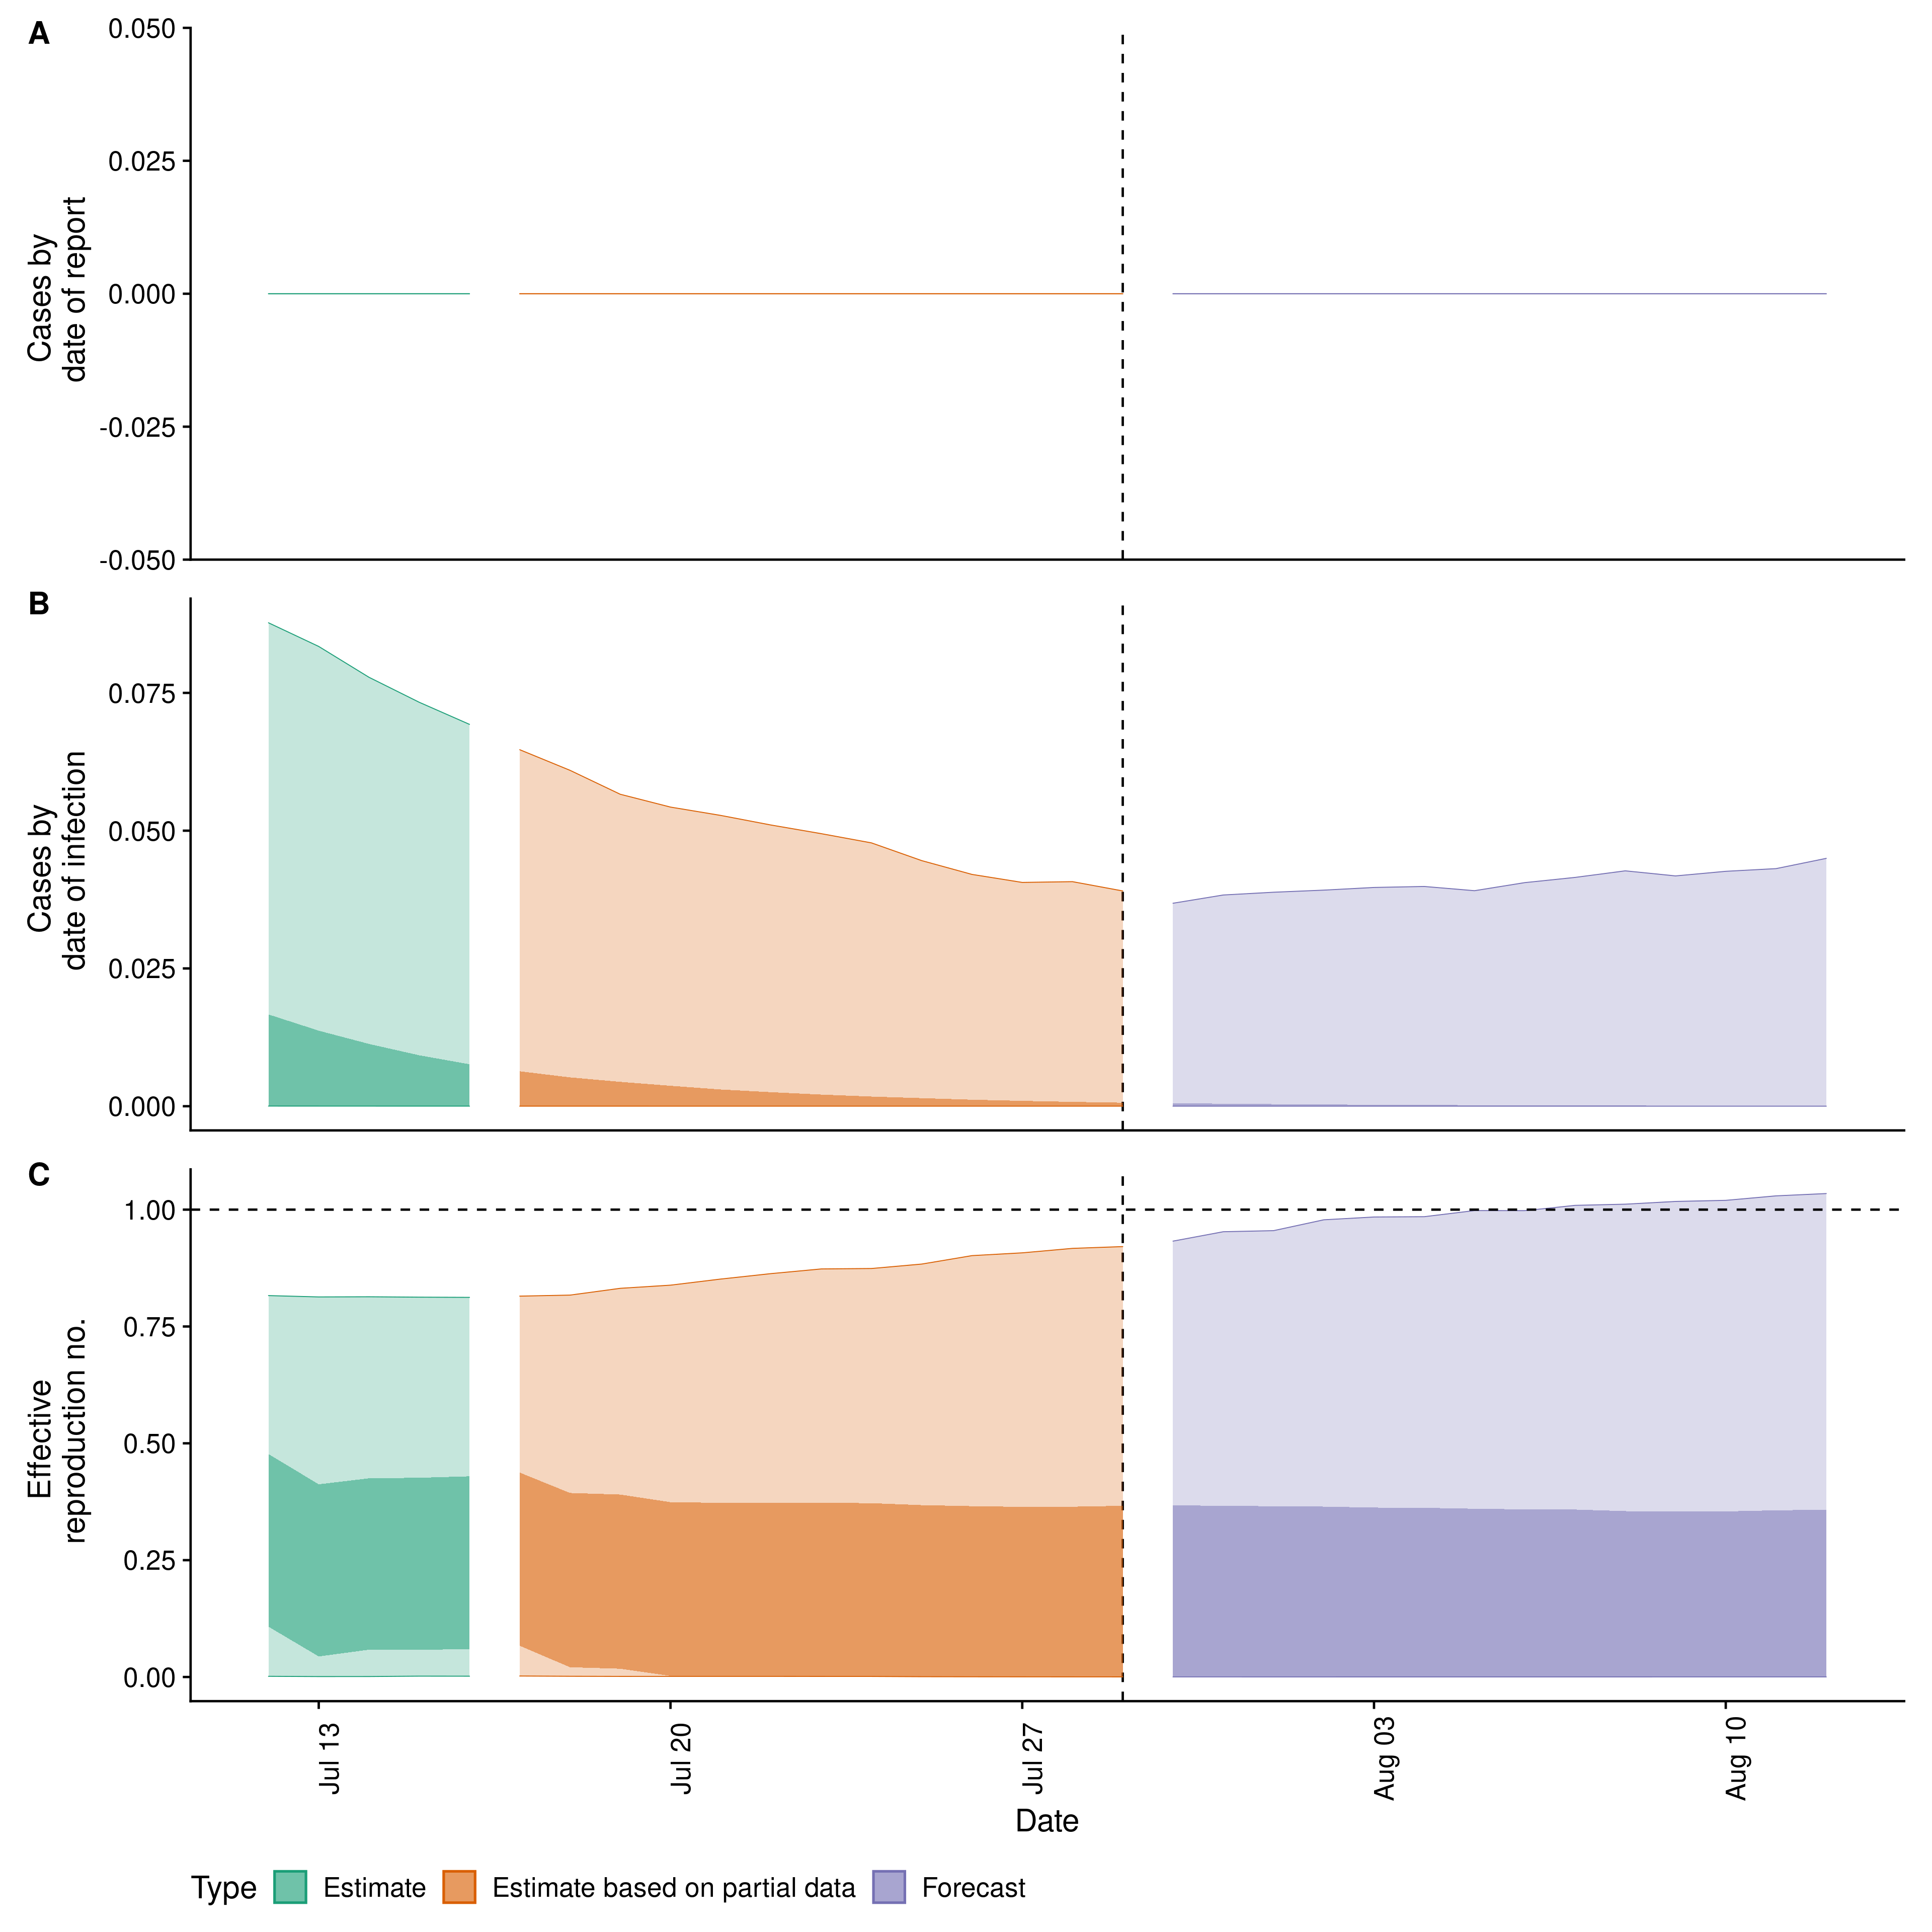 A
0.050
0.025
0.000
-0.025
-0.050
Cases by
date of report
B
0.075
0.050
0.025
0.000
Cases by
date of infection
C
1.00
0.75
0.50
0.25
0.00
Effective
reproduction no.
Jul 13
Jul 20
Jul 27
Aug 03
Aug 10
Date
Type Estimate Estimate based on partial data Forecast